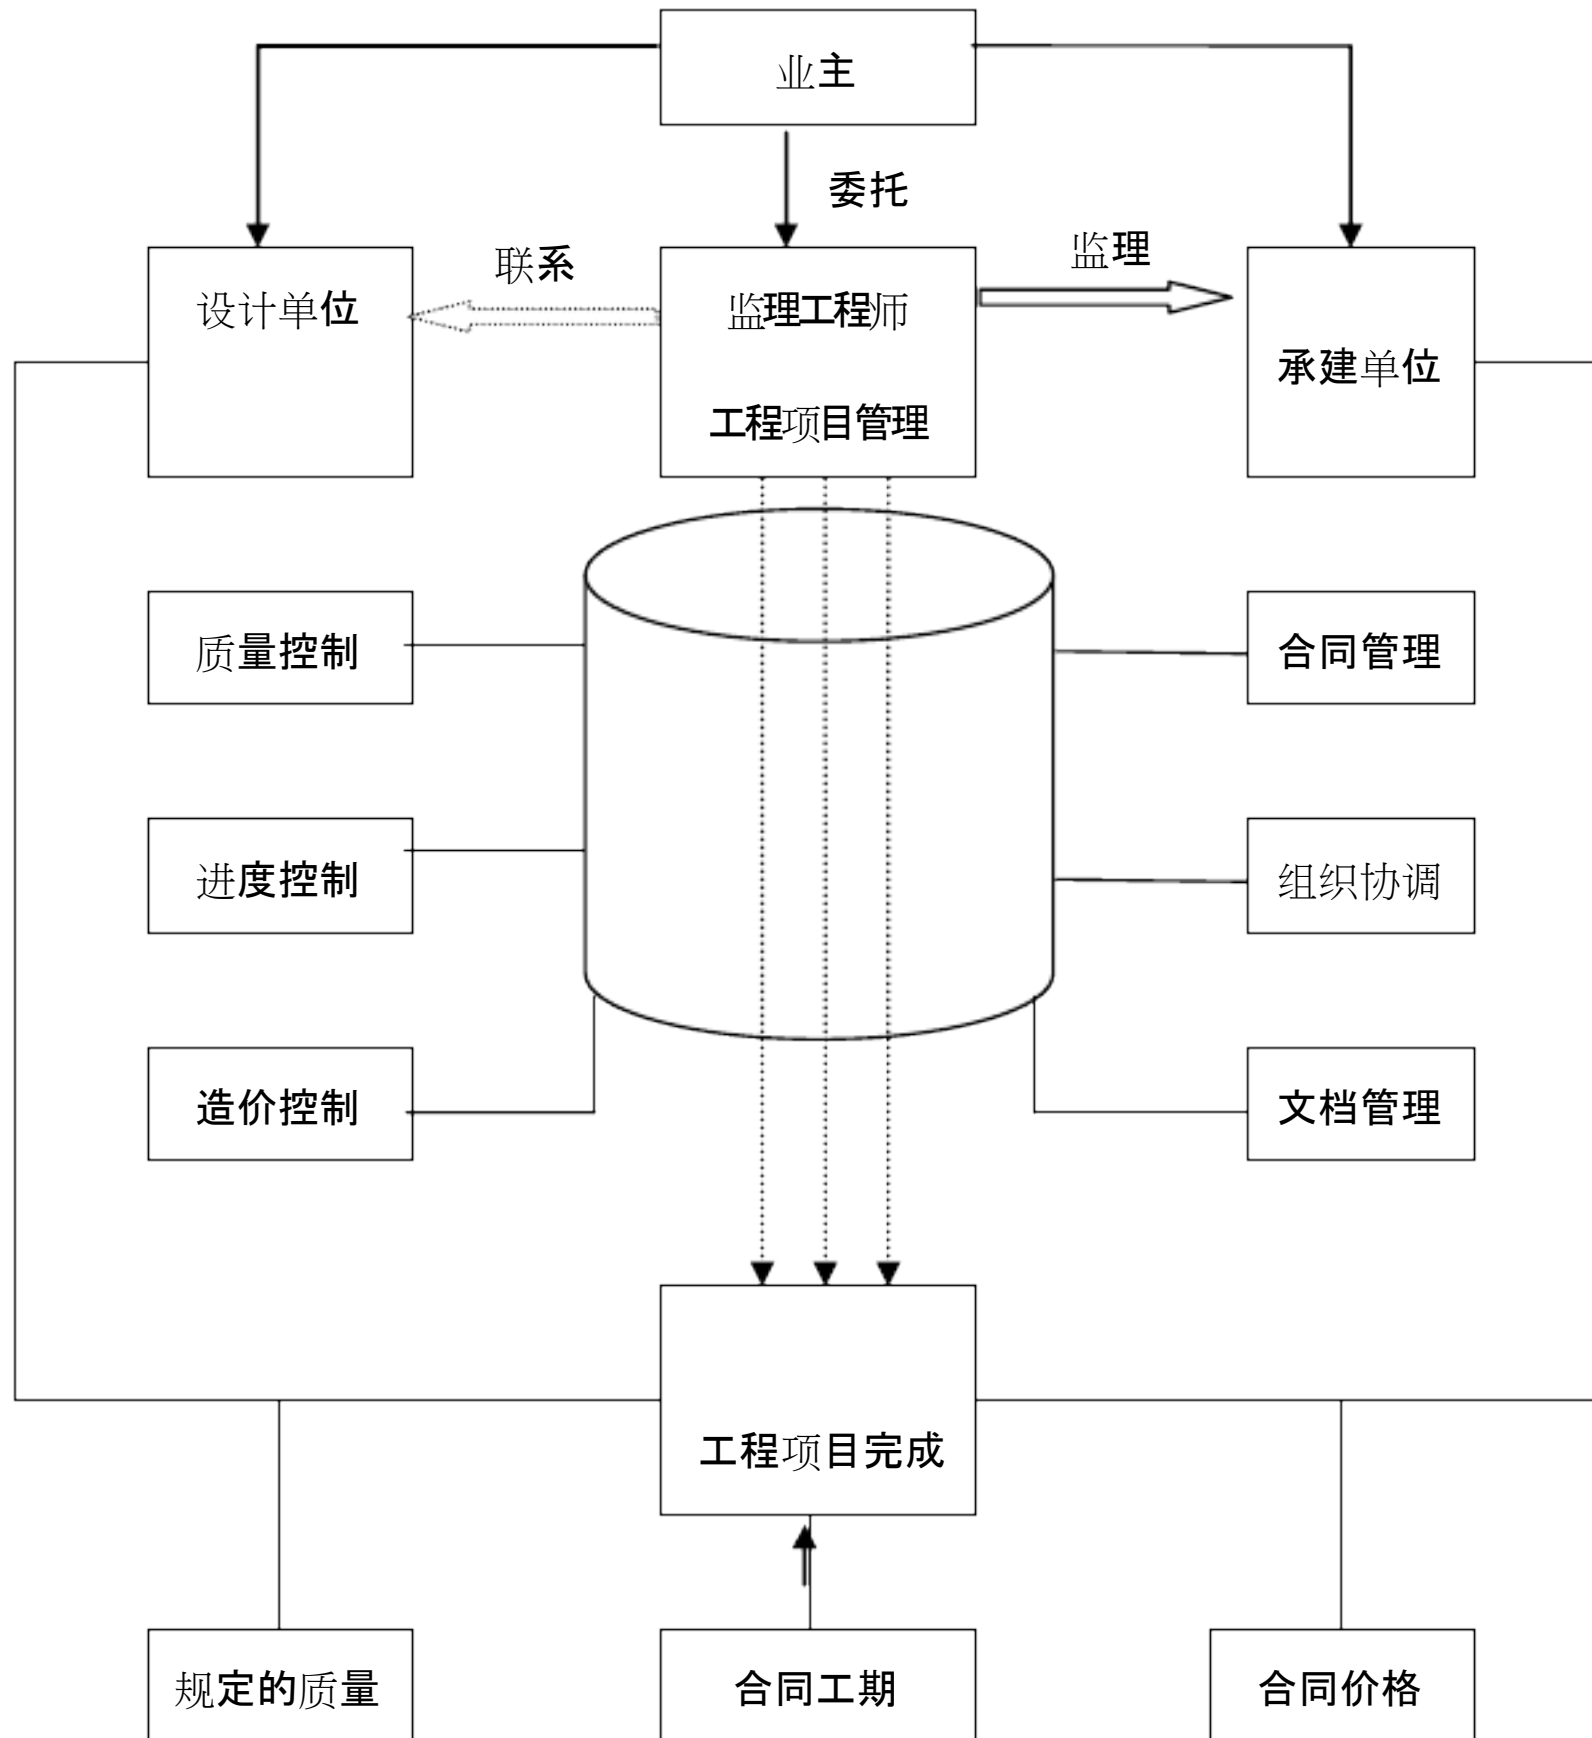 业主
委托
联系
监理
设计单位
监理工程师
承建单位
工程项目管理
质量控制
合同管理
进度控制
组织协调
造价控制
文档管理
工程项目完成
规定的质量
合同工期
合同价格